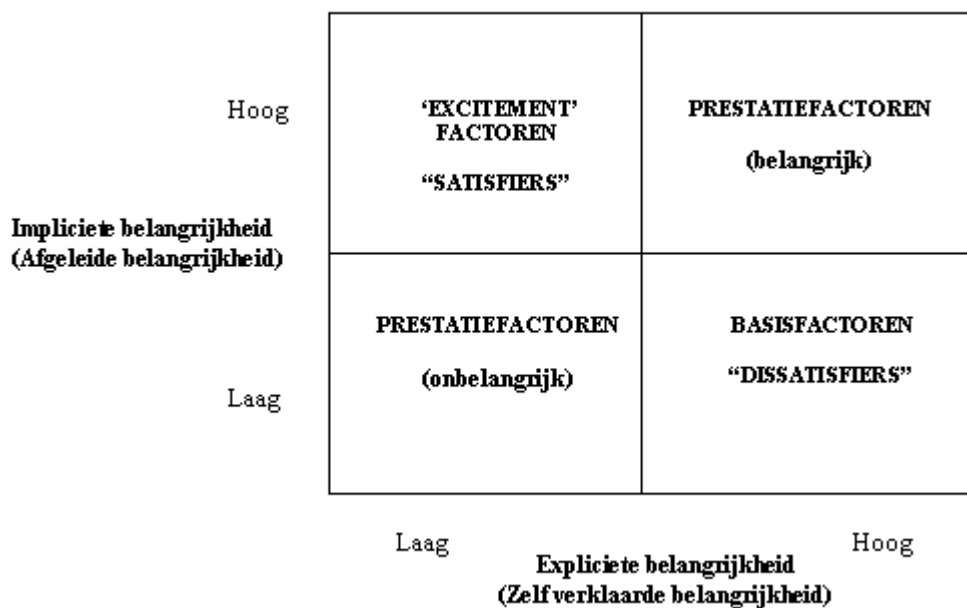 Hoog
‘EXCITEMENT’
FACTOREN
“SATISFIERS”
PRESTATIEFACTOREN
(belangrijk)
Impliciete belangrijkheid
(Afgeleide belangrijkheid)
PRESTATIEFACTOREN
(onbelangrijk)
BASISFACTOREN
“DISSATISFIERS”
Laag
Laag
Hoog
Expliciete belangrijkheid
(Zelf verklaarde belangrijkheid)